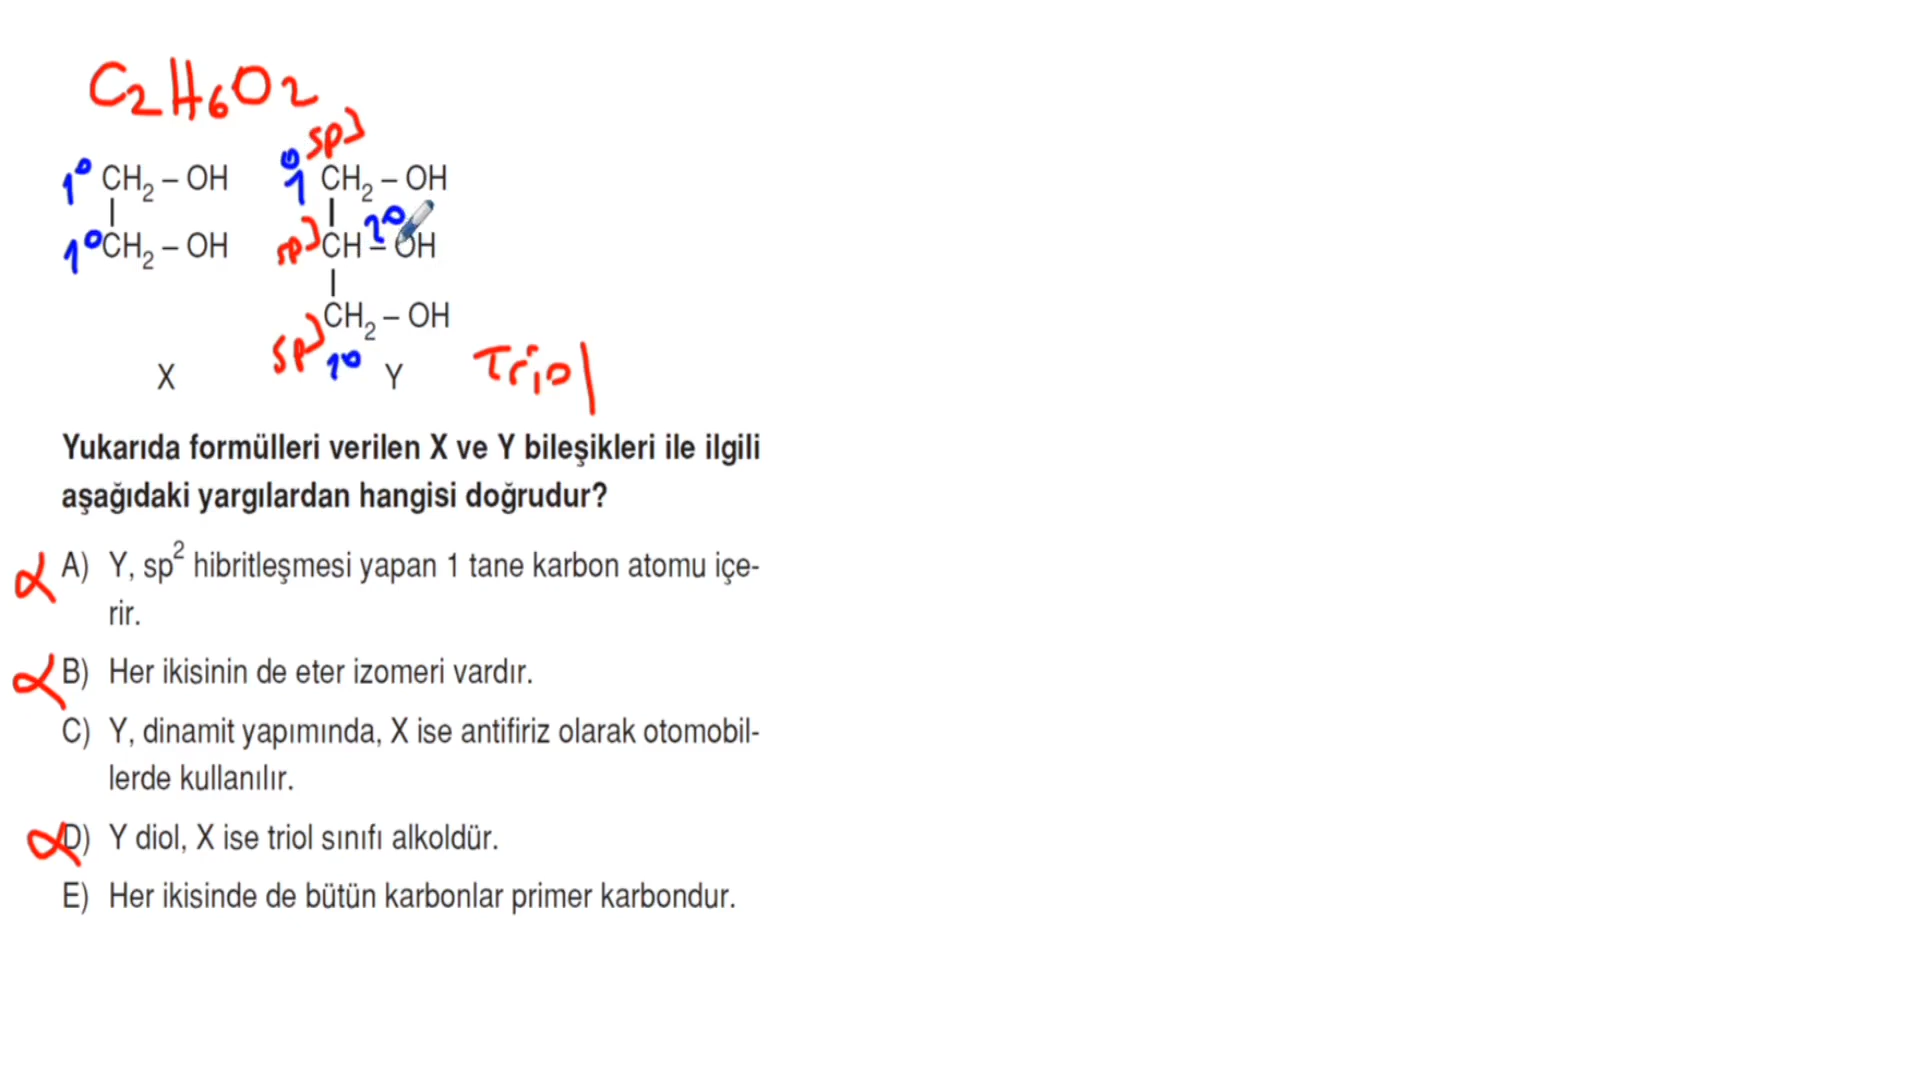 C2H6O2
sp3
1° CH2 – OH 1° CH2 – OH
2°
1° CH2 – OH sp3 CH – OH
CH2 – OH
sp3 1°
X Y Triol
Yukarıda formülleri verilen X ve Y bileşikleri ile ilgili
aşağıdaki yargılardan hangisi doğrudur?
A) Y, sp2 hibritleşmesi yapan 1 tane karbon atomu içe-
rir.
B) Her ikisinin de eter izomeri vardır.
C) Y, dinamit yapımında, X ise antifiriz olarak otomobil-
lerde kullanılır.
D) Y diol, X ise triol sınıfı alkoldür.
E) Her ikisinde de bütün karbonlar primer karbondur.